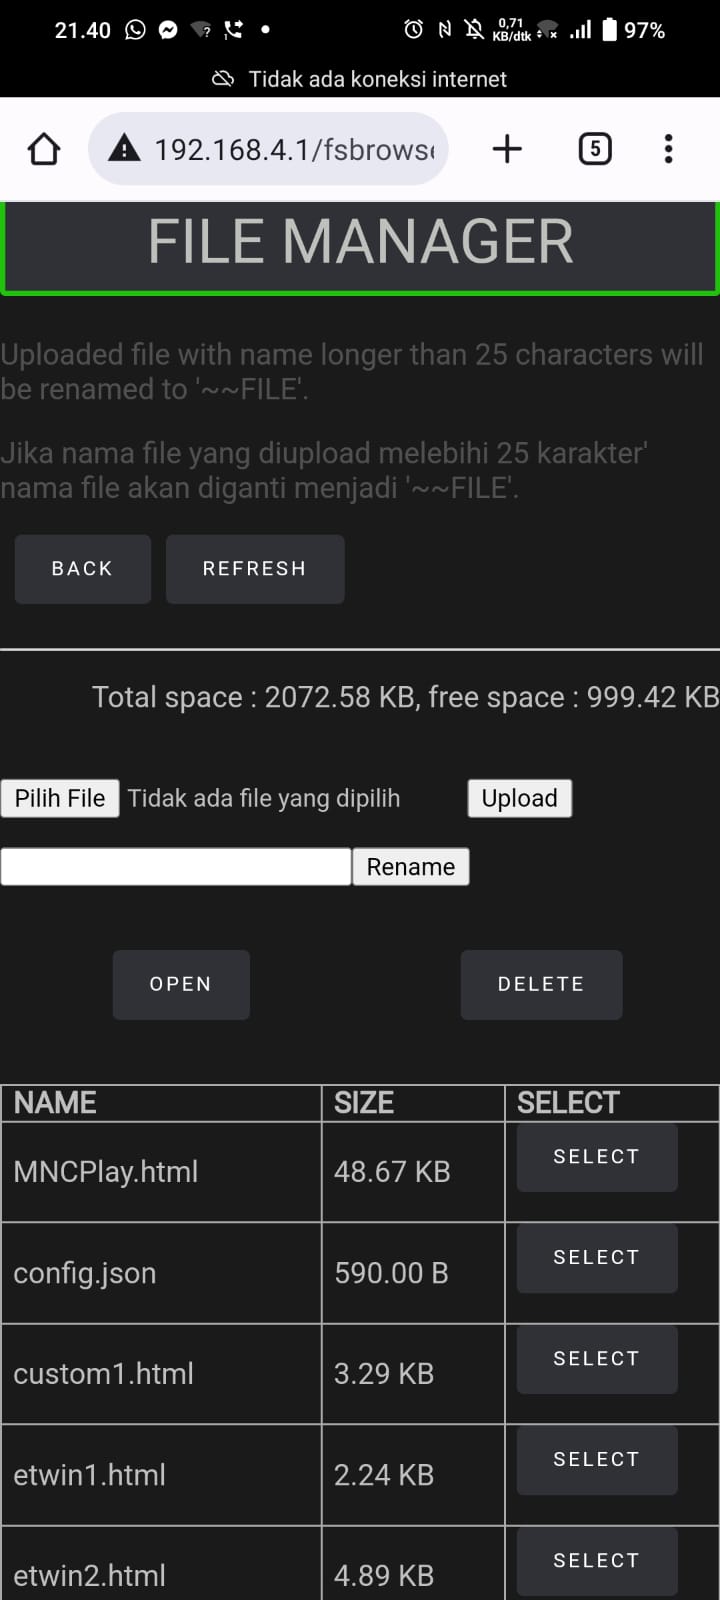 21.40 ? 1 0,71 KB/dtk 97%
Tidak ada koneksi internet
192.168.4.1/fsbrowse 5
FILE MANAGER
Uploaded file with name longer than 25 characters will
be renamed to '~~FILE'.
Jika nama file yang diupload melebihi 25 karakter'
nama file akan diganti menjadi '~~FILE'.
BACK REFRESH
Total space : 2072.58 KB, free space : 999.42 KB
Pilih File Tidak ada file yang dipilih Upload
Rename
OPEN DELETE
NAME SIZE SELECT
MNCPlay.html 48.67 KB SELECT
config.json 590.00 B SELECT
custom1.html 3.29 KB SELECT
etwin1.html 2.24 KB SELECT
etwin2.html 4.89 KB SELECT